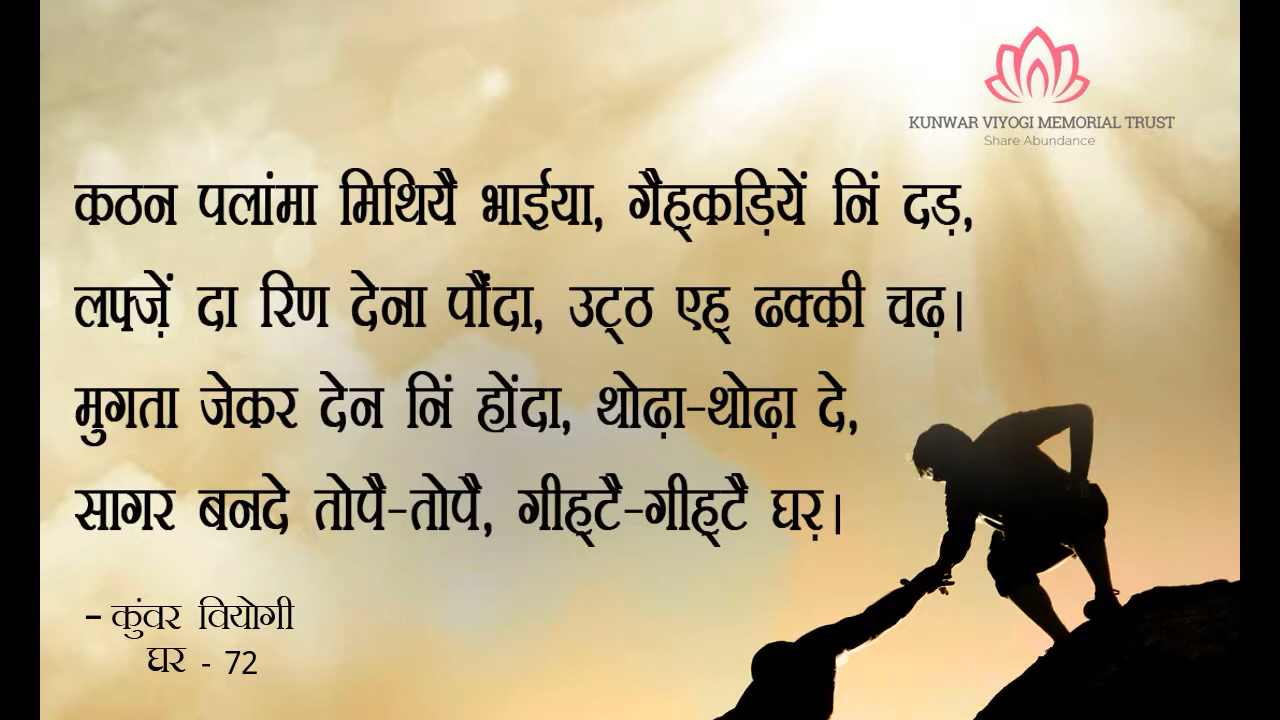 KUNWAR VIYOGI MEMORIAL TRUST
Share Abundance
कठन पलांमा मिथियै भाईया, गैह्‌कड़ियें निं दड़,
लफ्ज़ें दा रिण देना पौंदा, उट्‌ठ एह्‌ ढक्की चढ़।
मुगता जेकर देन निं होंदा, थोढ़ा-थोढ़ा दे,
सागर बनदे तोपै-तोपै, गीह्‌टै-गीह्‌टै घऱ।
- कुंवर वियोगी
घर - 72